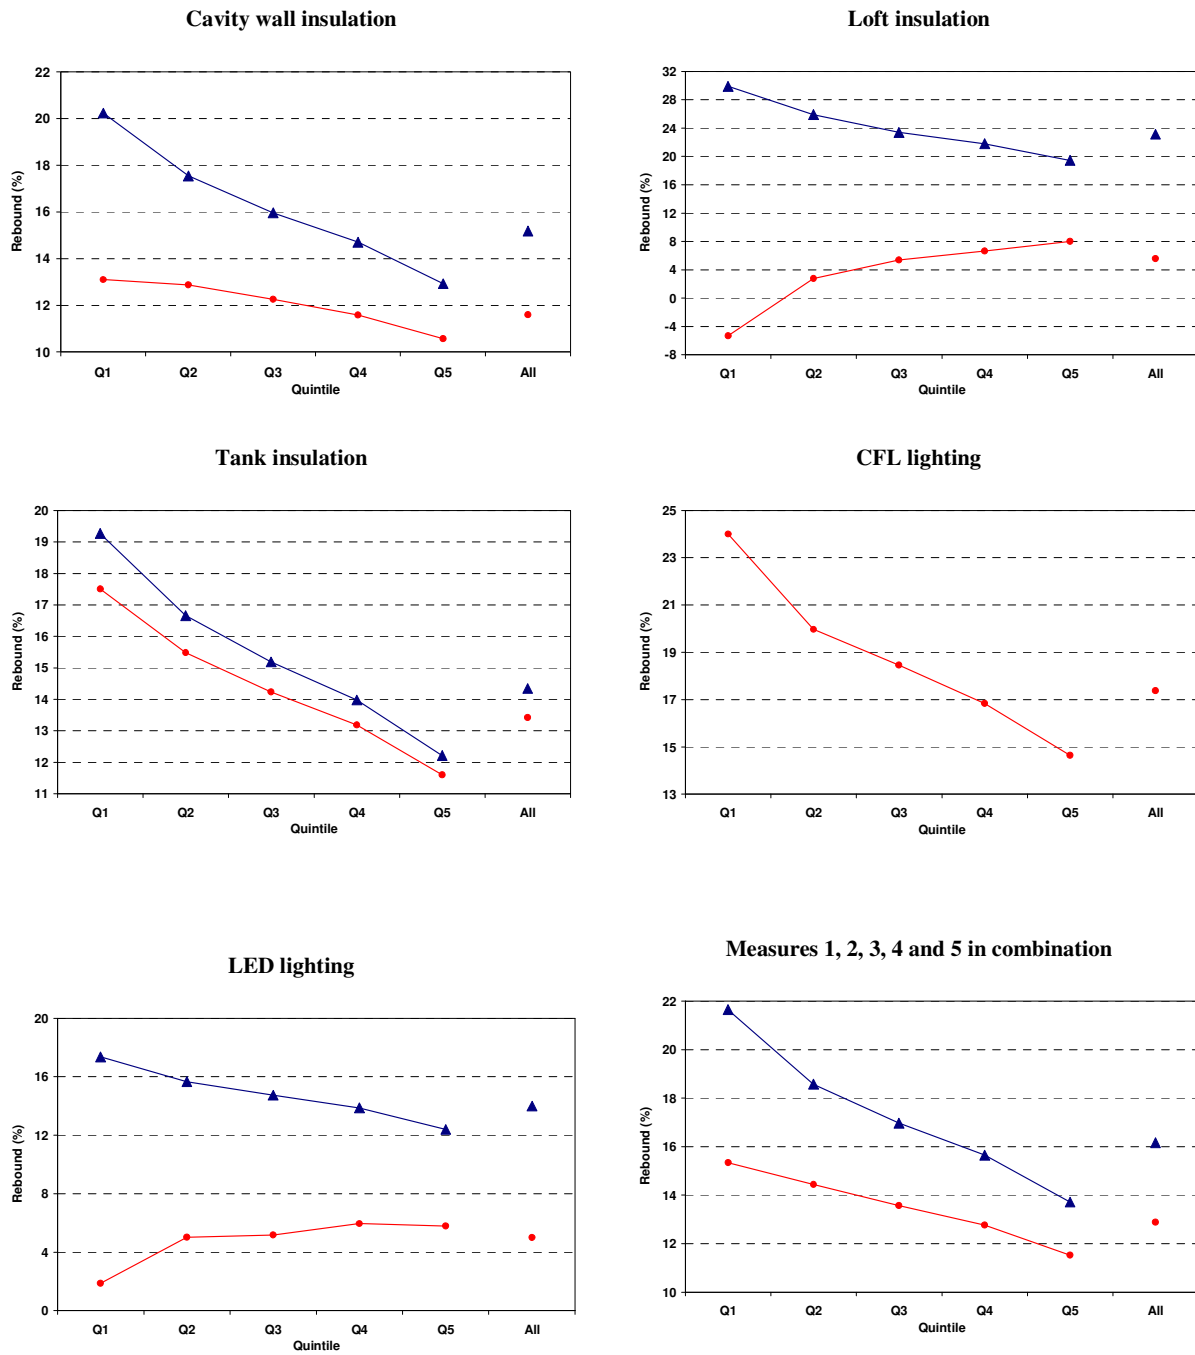 Cavity wall insulation
22
20
18
16
14
12
10
Rebound (%)
Q1 Q2 Q3 Q4 Q5 All
Quintile
Loft insulation
32
28
24
20
16
12
8
4
0
-4
-8
Rebound (%)
Q1 Q2 Q3 Q4 Q5 All
Quintile
Tank insulation
20
19
18
17
16
15
14
13
12
11
Rebound (%)
Q1 Q2 Q3 Q4 Q5 All
Quintile
CFL lighting
25
23
21
19
17
15
13
Rebound (%)
Q1 Q2 Q3 Q4 Q5 All
Quintile
LED lighting
20
16
12
8
4
0
Rebound (%)
Q1 Q2 Q3 Q4 Q5 All
Quintile
Measures 1, 2, 3, 4 and 5 in combination
22
20
18
16
14
12
10
Rebound (%)
Q1 Q2 Q3 Q4 Q5 All
Quintile